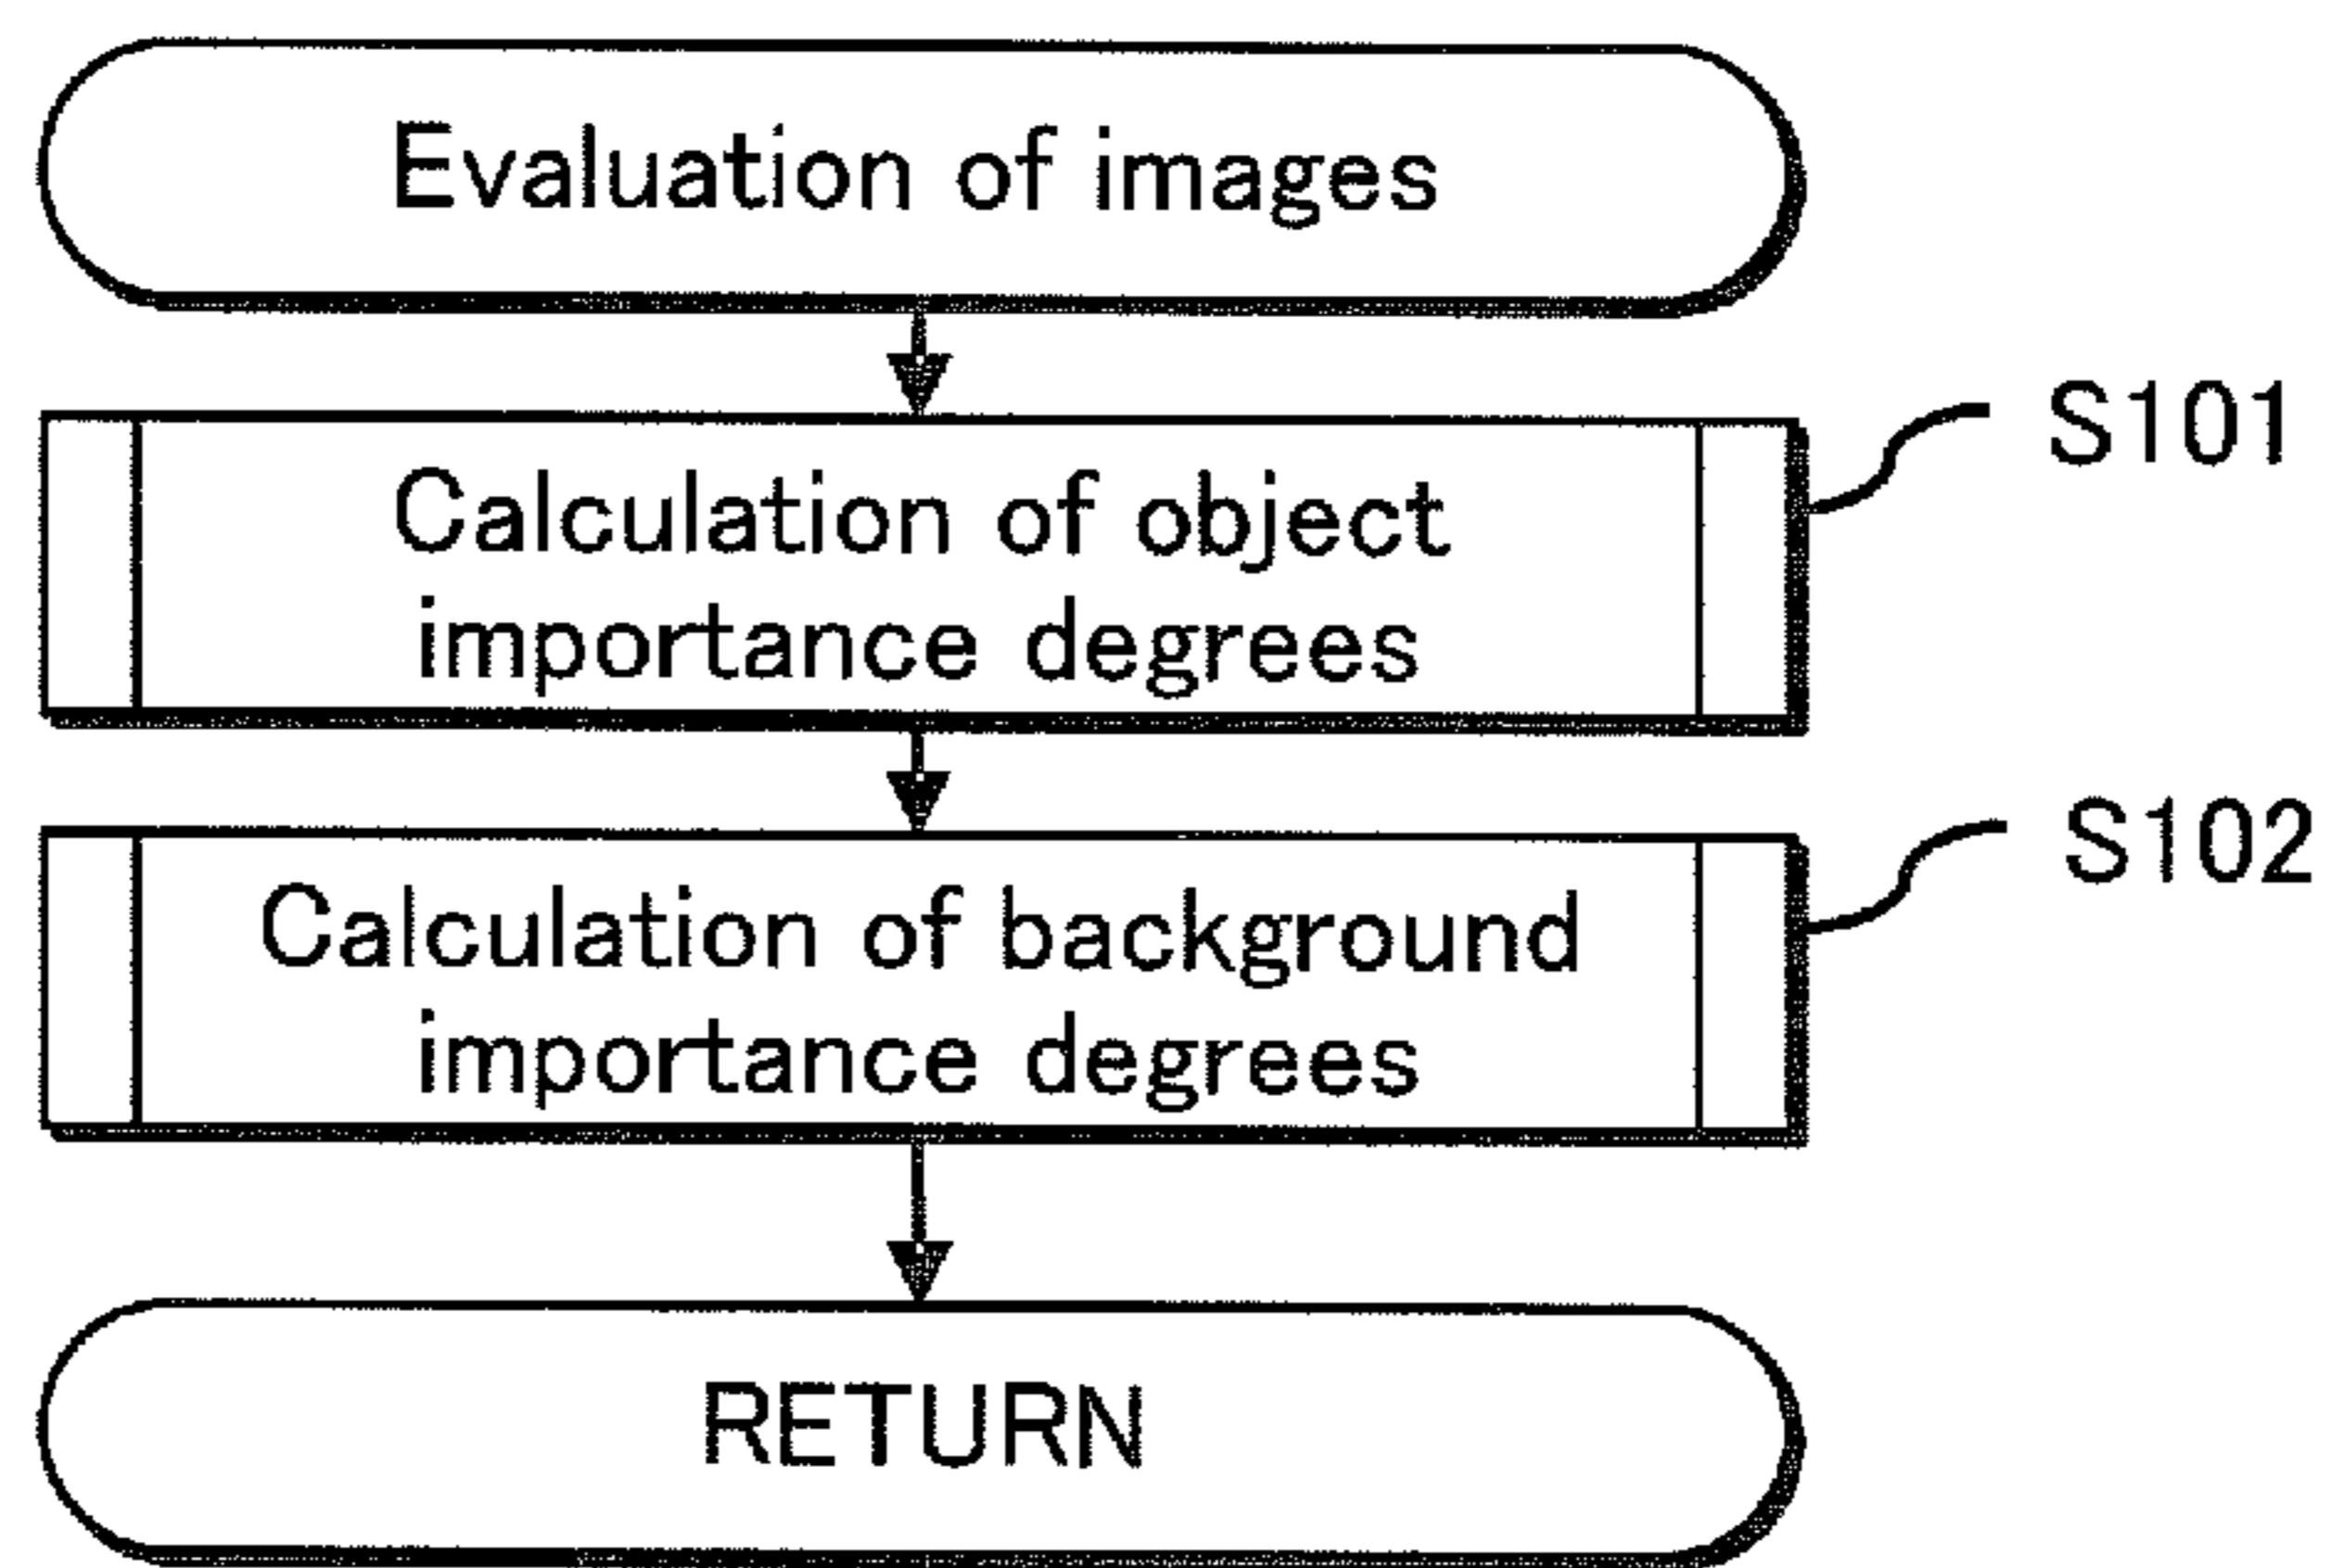 Evaluation of images
S101
Calculation of object
importance degrees
S102
Calculation of background
importance degrees
RETURN